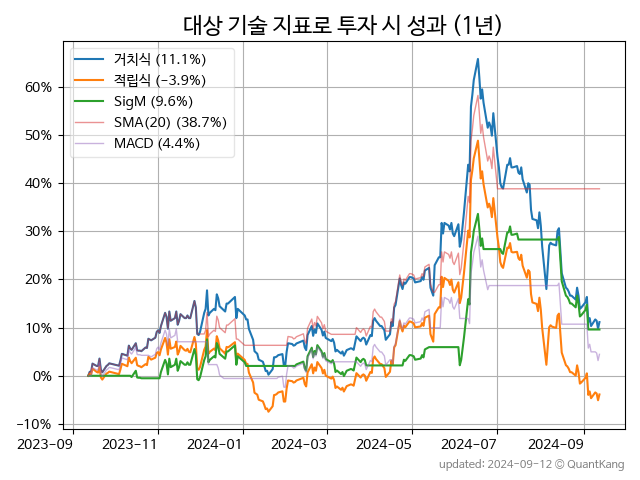 대상 기술 지표로 투자 시 성과 (1년)
거치식 (11.1%)
적립식 (−3.9%)
SigM (9.6%)
SMA(20) (38.7%)
MACD (4.4%)
60%
50%
40%
30%
20%
10%
0%
−10%
2023-09 2023-11 2024-01 2024-03 2024-05 2024-07 2024-09
updated: 2024-09-12 © QuantKang